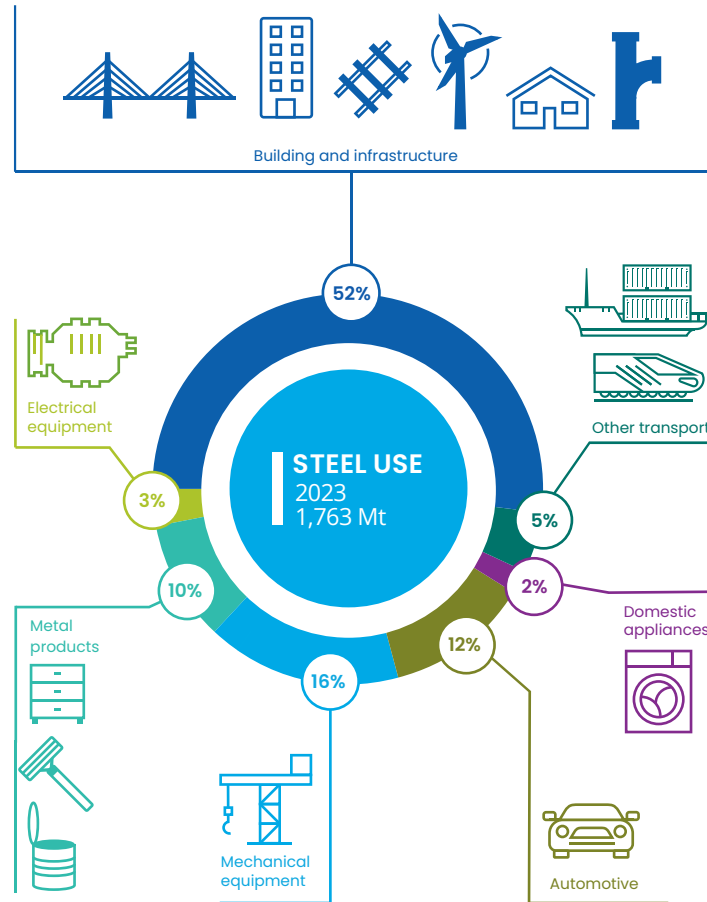 Building and infrastructure
52%
Electrical
equipment
Other transport
STEEL USE
2023
1,763 Mt
3%
5%
10%
2%
Metal
products
Domestic
appliances
12%
16%
Mechanical
equipment
Automotive